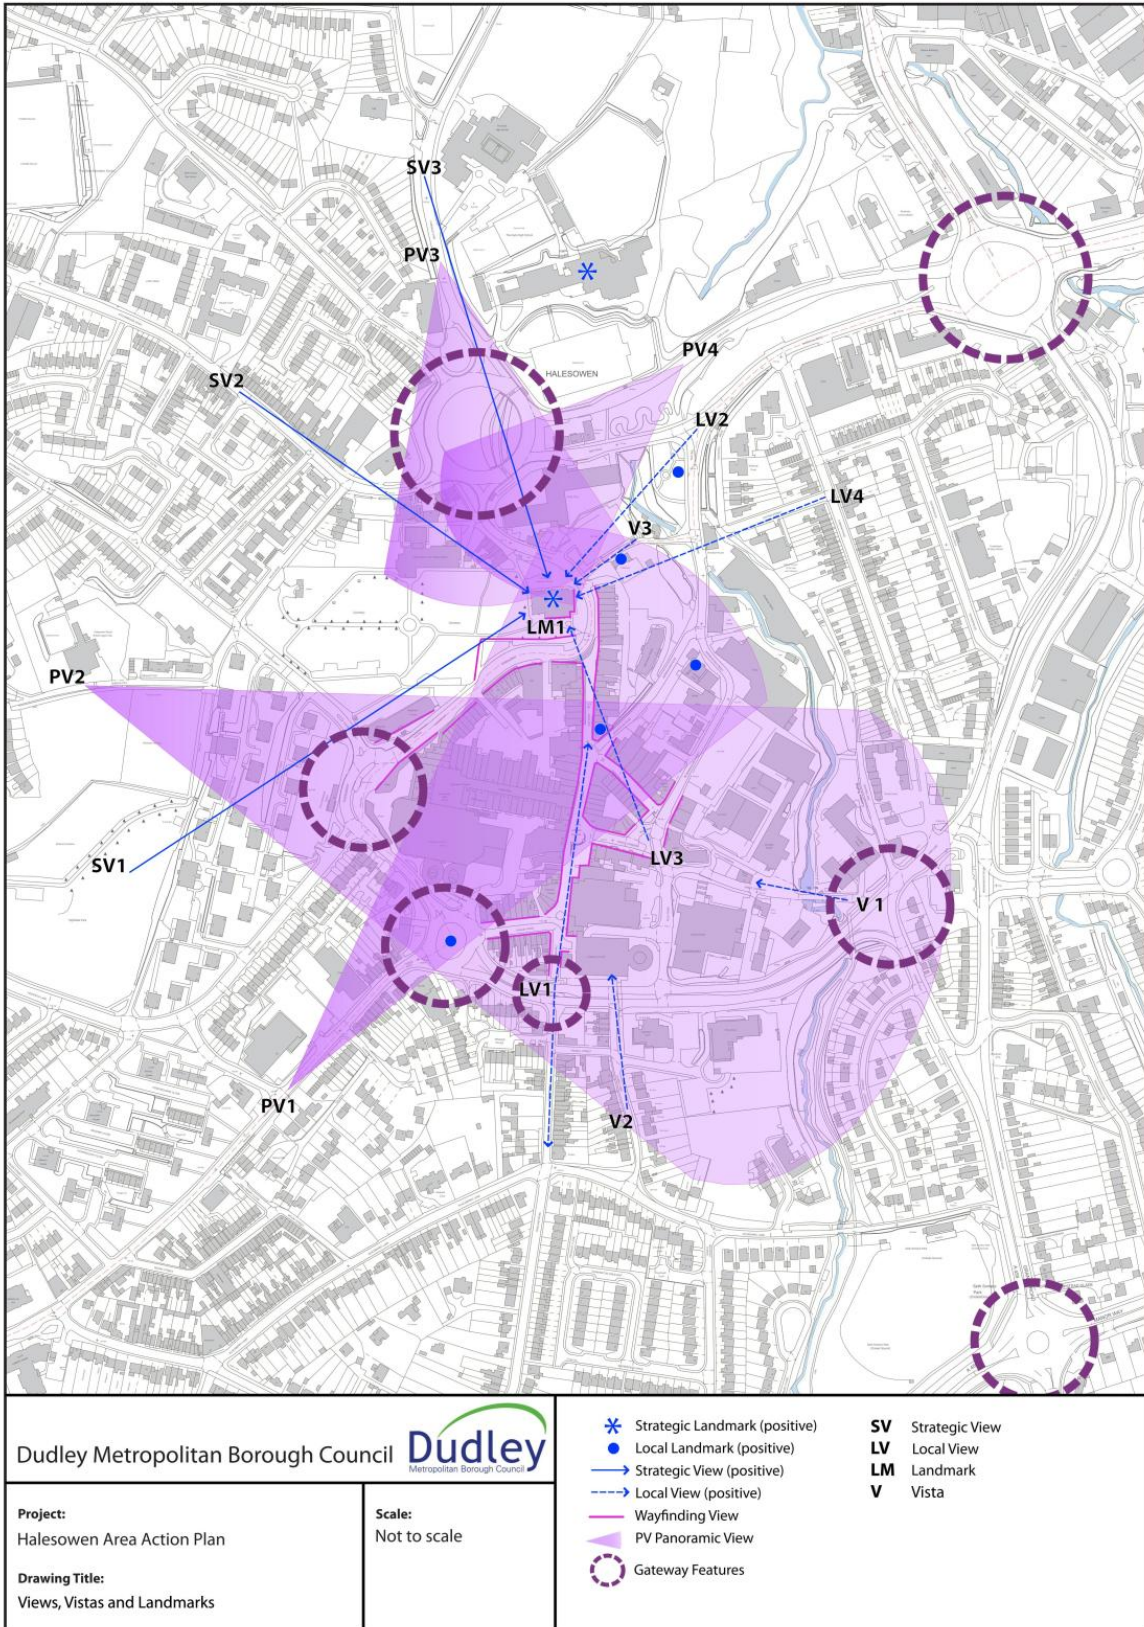 SV3
PV3
HALESOWEN
PV4
SV2
LV2
LV4
V3
LM1
PV2
SV1
LV3
V 1
LV1
PV1
V2
Dudley Metropolitan Borough Council
Dudley
Metropolitan Borough Council
Project:
Halesowen Area Action Plan
Drawing Title:
Views, Vistas and Landmarks
Scale:
Not to scale
Strategic Landmark (positive)
Local Landmark (positive)
Strategic View (positive)
Local View (positive)
Wayfinding View
PV Panoramic View
Gateway Features
SV Strategic View
LV Local View
LM Landmark
V Vista